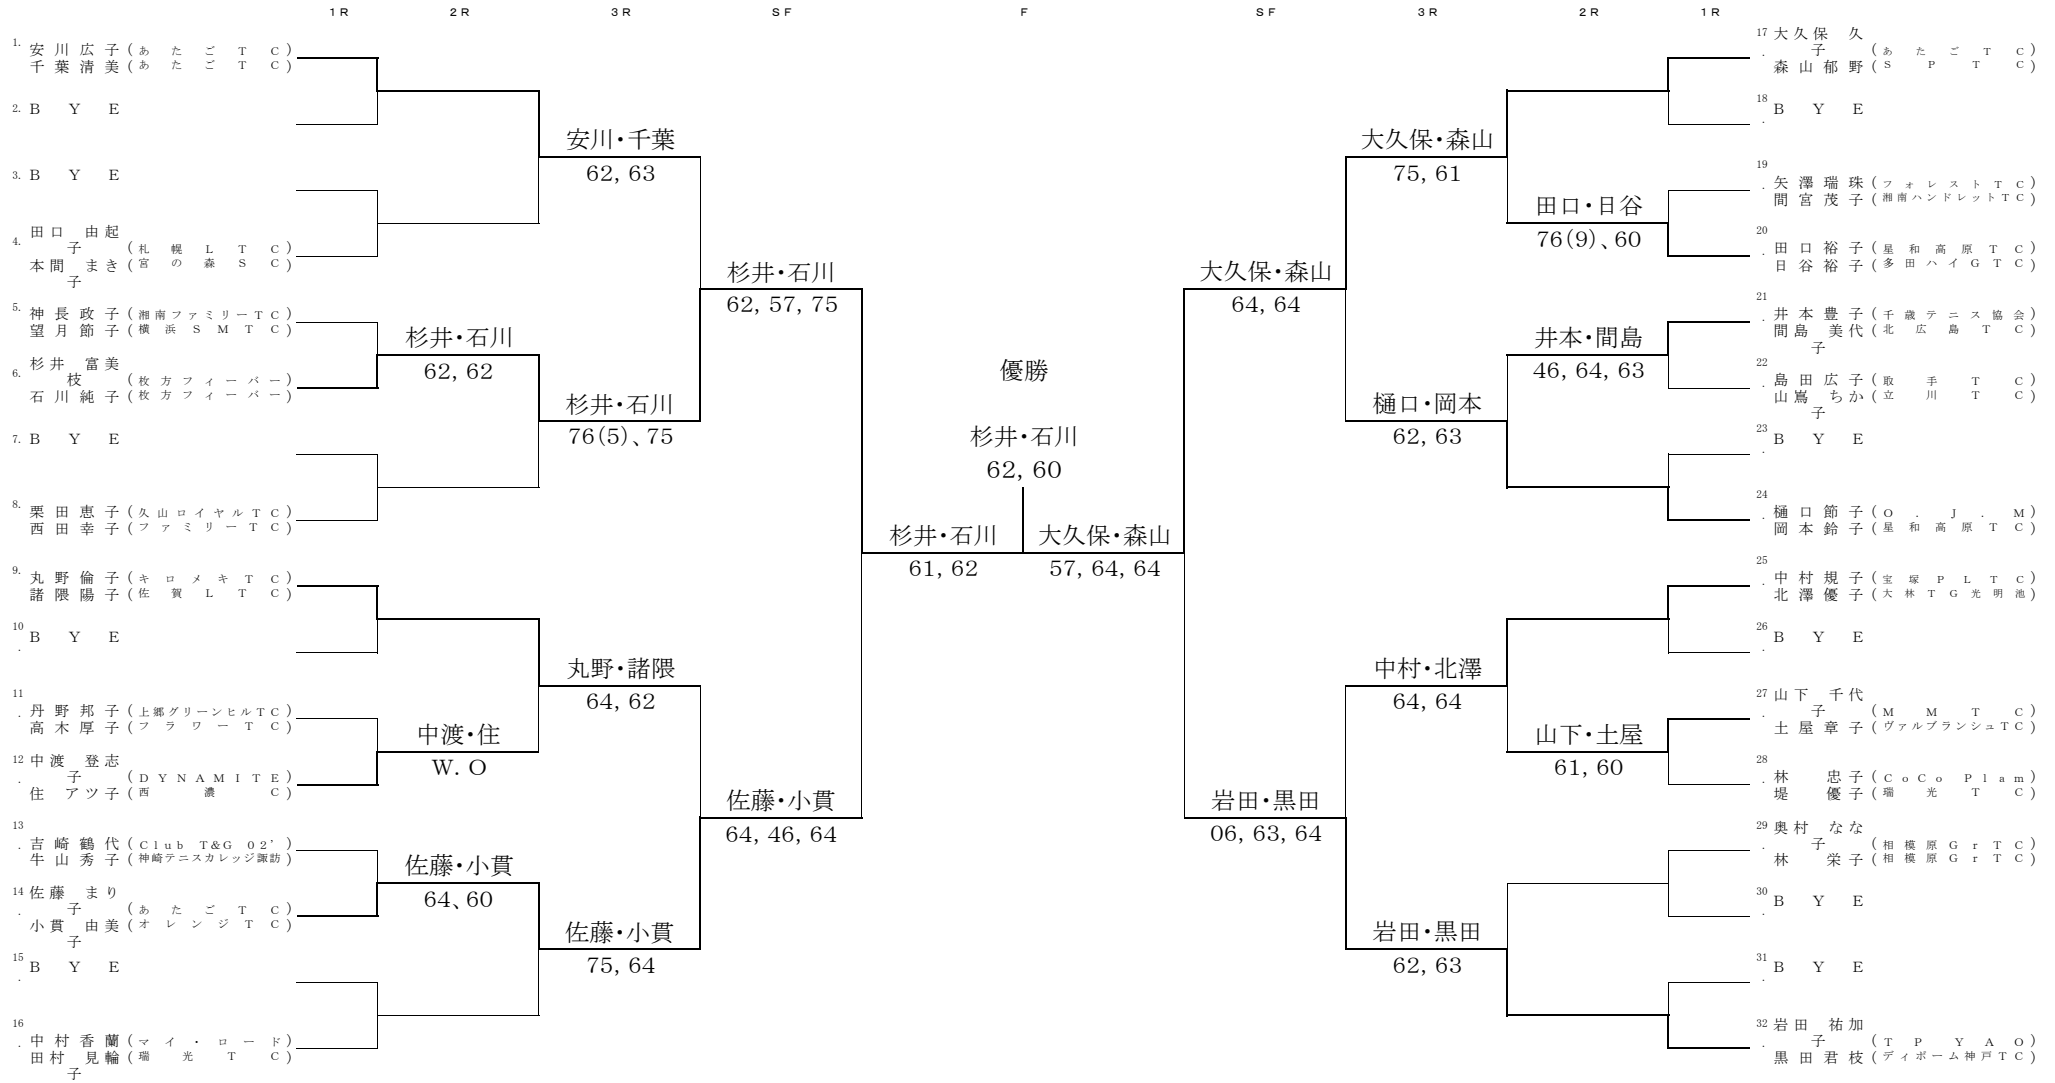 1R 2R 3R SF F SF 3R 2R 1R
1. 安川広子(あたごTC)
千葉清美(あたごTC)
2. BYE
3. BYE
4. 田口 由起子(札幌LTC)
本間 まき子(宮の森SC)
5. 神長政子(湘南ファミリーTC)
望月節子(横浜SMTC)
6. 杉井 富美枝(枚方フィーバー)
石川純子(枚方フィーバー)
7. BYE
8. 栗田恵子(久山ロイヤルTC)
西田幸子(ファミリーTC)
9. 丸野倫子(キロメキTC)
諸隈陽子(佐賀LTC)
10. BYE
11. 丹野邦子(上郷グリーンヒルTC)
高木厚子(フラワーTC)
12. 中渡 登志子(DYNAMITE)
住 アツ子(西濃C)
13. 吉崎鶴代(Club T&G 02’)
牛山秀子(神崎テニスカレッジ諏訪)
14. 佐藤 まり子(あたごTC)
小貫 由美子(オレンジTC)
15. BYE
16. 中村香蘭(マイ・ロード)
田村 見輪子(瑞光TC)
杉井・石川
62, 62
中渡・住
W. O
佐藤・小貫
64、60
安川・千葉
62, 63
杉井・石川
76(5)、75
丸野・諸隈
64, 62
佐藤・小貫
75, 64
杉井・石川
62, 57, 75
佐藤・小貫
64, 46, 64
優勝
杉井・石川
62, 60
杉井・石川
61, 62
大久保・森山
57, 64, 64
大久保・森山
64, 64
岩田・黒田
06, 63, 64
大久保・森山
75, 61
樋口・岡本
62, 63
中村・北澤
64, 64
岩田・黒田
62, 63
田口・日谷
76(9)、60
井本・間島
46, 64, 63
山下・土屋
61, 60
17. 大久保 久子(あたごTC)
森山郁野(SPTC)
18. BYE
19. 矢澤瑞珠(フォレストTC)
間宮茂子(湘南ハンドレットTC)
20. 田口裕子(星和高原TC)
日谷裕子(多田ハイGTC)
21. 井本豊子(千歳テニス協会)
間島 美代子(北広島TC)
22. 島田広子(取手TC)
山嶌 ちか子(立川TC)
23. BYE
24. 樋口節子(O.J.M)
岡本鈴子(星和高原TC)
25. 中村規子(宝塚PLTC)
北澤優子(大林TG光明池)
26. BYE
27. 山下 千代子(MMTC)
土屋章子(ヴァルブランシュTC)
28. 林 忠子(CoCo Plam)
堤 優子(瑞光TC)
29. 奥村 なな子(相模原GrTC)
林 栄子(相模原GrTC)
30. BYE
31. BYE
32. 岩田 祐加子(TP YAO)
黒田君枝(ディボーム神戸TC)